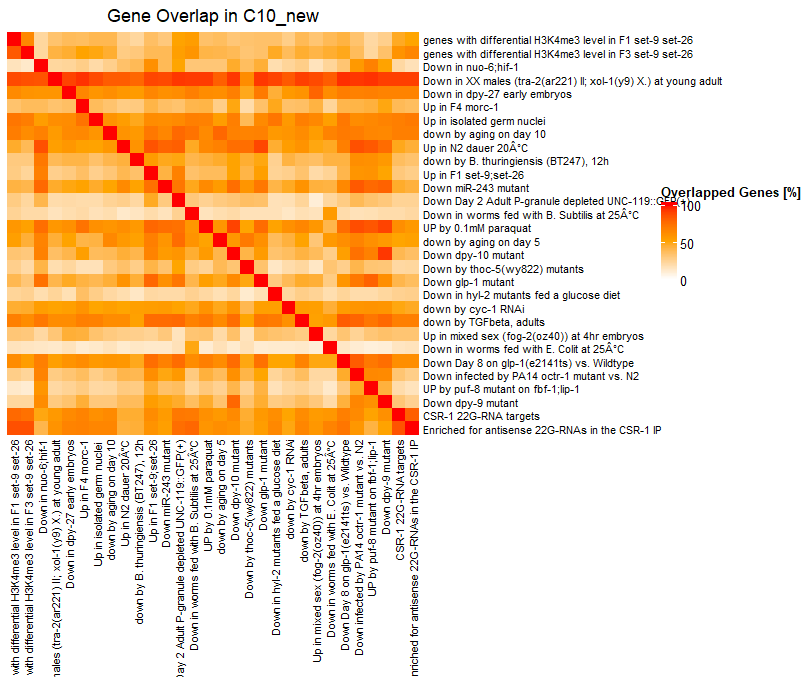 Gene Overlap in C10_new
genes with differential H3K4me3 level in F1 set-9 set-26
genes with differential H3K4me3 level in F3 set-9 set-26
Down in nuo-6;hif-1
Down in XX males (tra-2(ar221) II; xol-1(y9) X.) at young adult
Down in dpy-27 early embryos
Up in F4 morc-1
Up in isolated germ nuclei
down by aging on day 10
Up in N2 dauer 20Â°C
down by B. thuringiensis (BT247), 12h
Up in F1 set-9;set-26
Down miR-243 mutant
Down Day 2 Adult P-granule depleted UNC-119::GFP(+)
Down in worms fed with B. Subtilis at 25Â°C
UP by 0.1mM paraquat
down by aging on day 5
Down dpy-10 mutant
Down by thoc-5(wy822) mutants
Down glp-1 mutant
Down in hyl-2 mutants fed a glucose diet
down by cyc-1 RNAi
down by TGFbeta, adults
Up in mixed sex (fog-2(oz40)) at 4hr embryos
Down in worms fed with E. Colit at 25Â°C
Down Day 8 on glp-1(e2141ts) vs. Wildtype
Down infected by PA14 octr-1 mutant vs. N2
UP by puf-8 mutant on fbf-1;lip-1
Down dpy-9 mutant
CSR-1 22G-RNA targets
Enriched for antisense 22G-RNAs in the CSR-1 IP
Overlapped Genes [%]
100
50
0
with differential H3K4me3 level in F1 set-9 set-26
with differential H3K4me3 level in F3 set-9 set-26
Down in nuo-6;hif-1
males (tra-2(ar221) II; xol-1(y9) X.) at young adult
Down in dpy-27 early embryos
Up in F4 morc-1
Up in isolated germ nuclei
down by aging on day 10
Up in N2 dauer 20Â°C
down by B. thuringiensis (BT247), 12h
Up in F1 set-9;set-26
Down miR-243 mutant
Day 2 Adult P-granule depleted UNC-119::GFP(+)
Down in worms fed with B. Subtilis at 25Â°C
UP by 0.1mM paraquat
down by aging on day 5
Down dpy-10 mutant
Down by thoc-5(wy822) mutants
Down glp-1 mutant
Down in hyl-2 mutants fed a glucose diet
down by cyc-1 RNAi
down by TGFbeta, adults
Up in mixed sex (fog-2(oz40)) at 4hr embryos
Down in worms fed with E. Colit at 25Â°C
Down Day 8 on glp-1(e2141ts) vs. Wildtype
Down infected by PA14 octr-1 mutant vs. N2
UP by puf-8 mutant on fbf-1;lip-1
Down dpy-9 mutant
CSR-1 22G-RNA targets
nriched for antisense 22G-RNAs in the CSR-1 IP